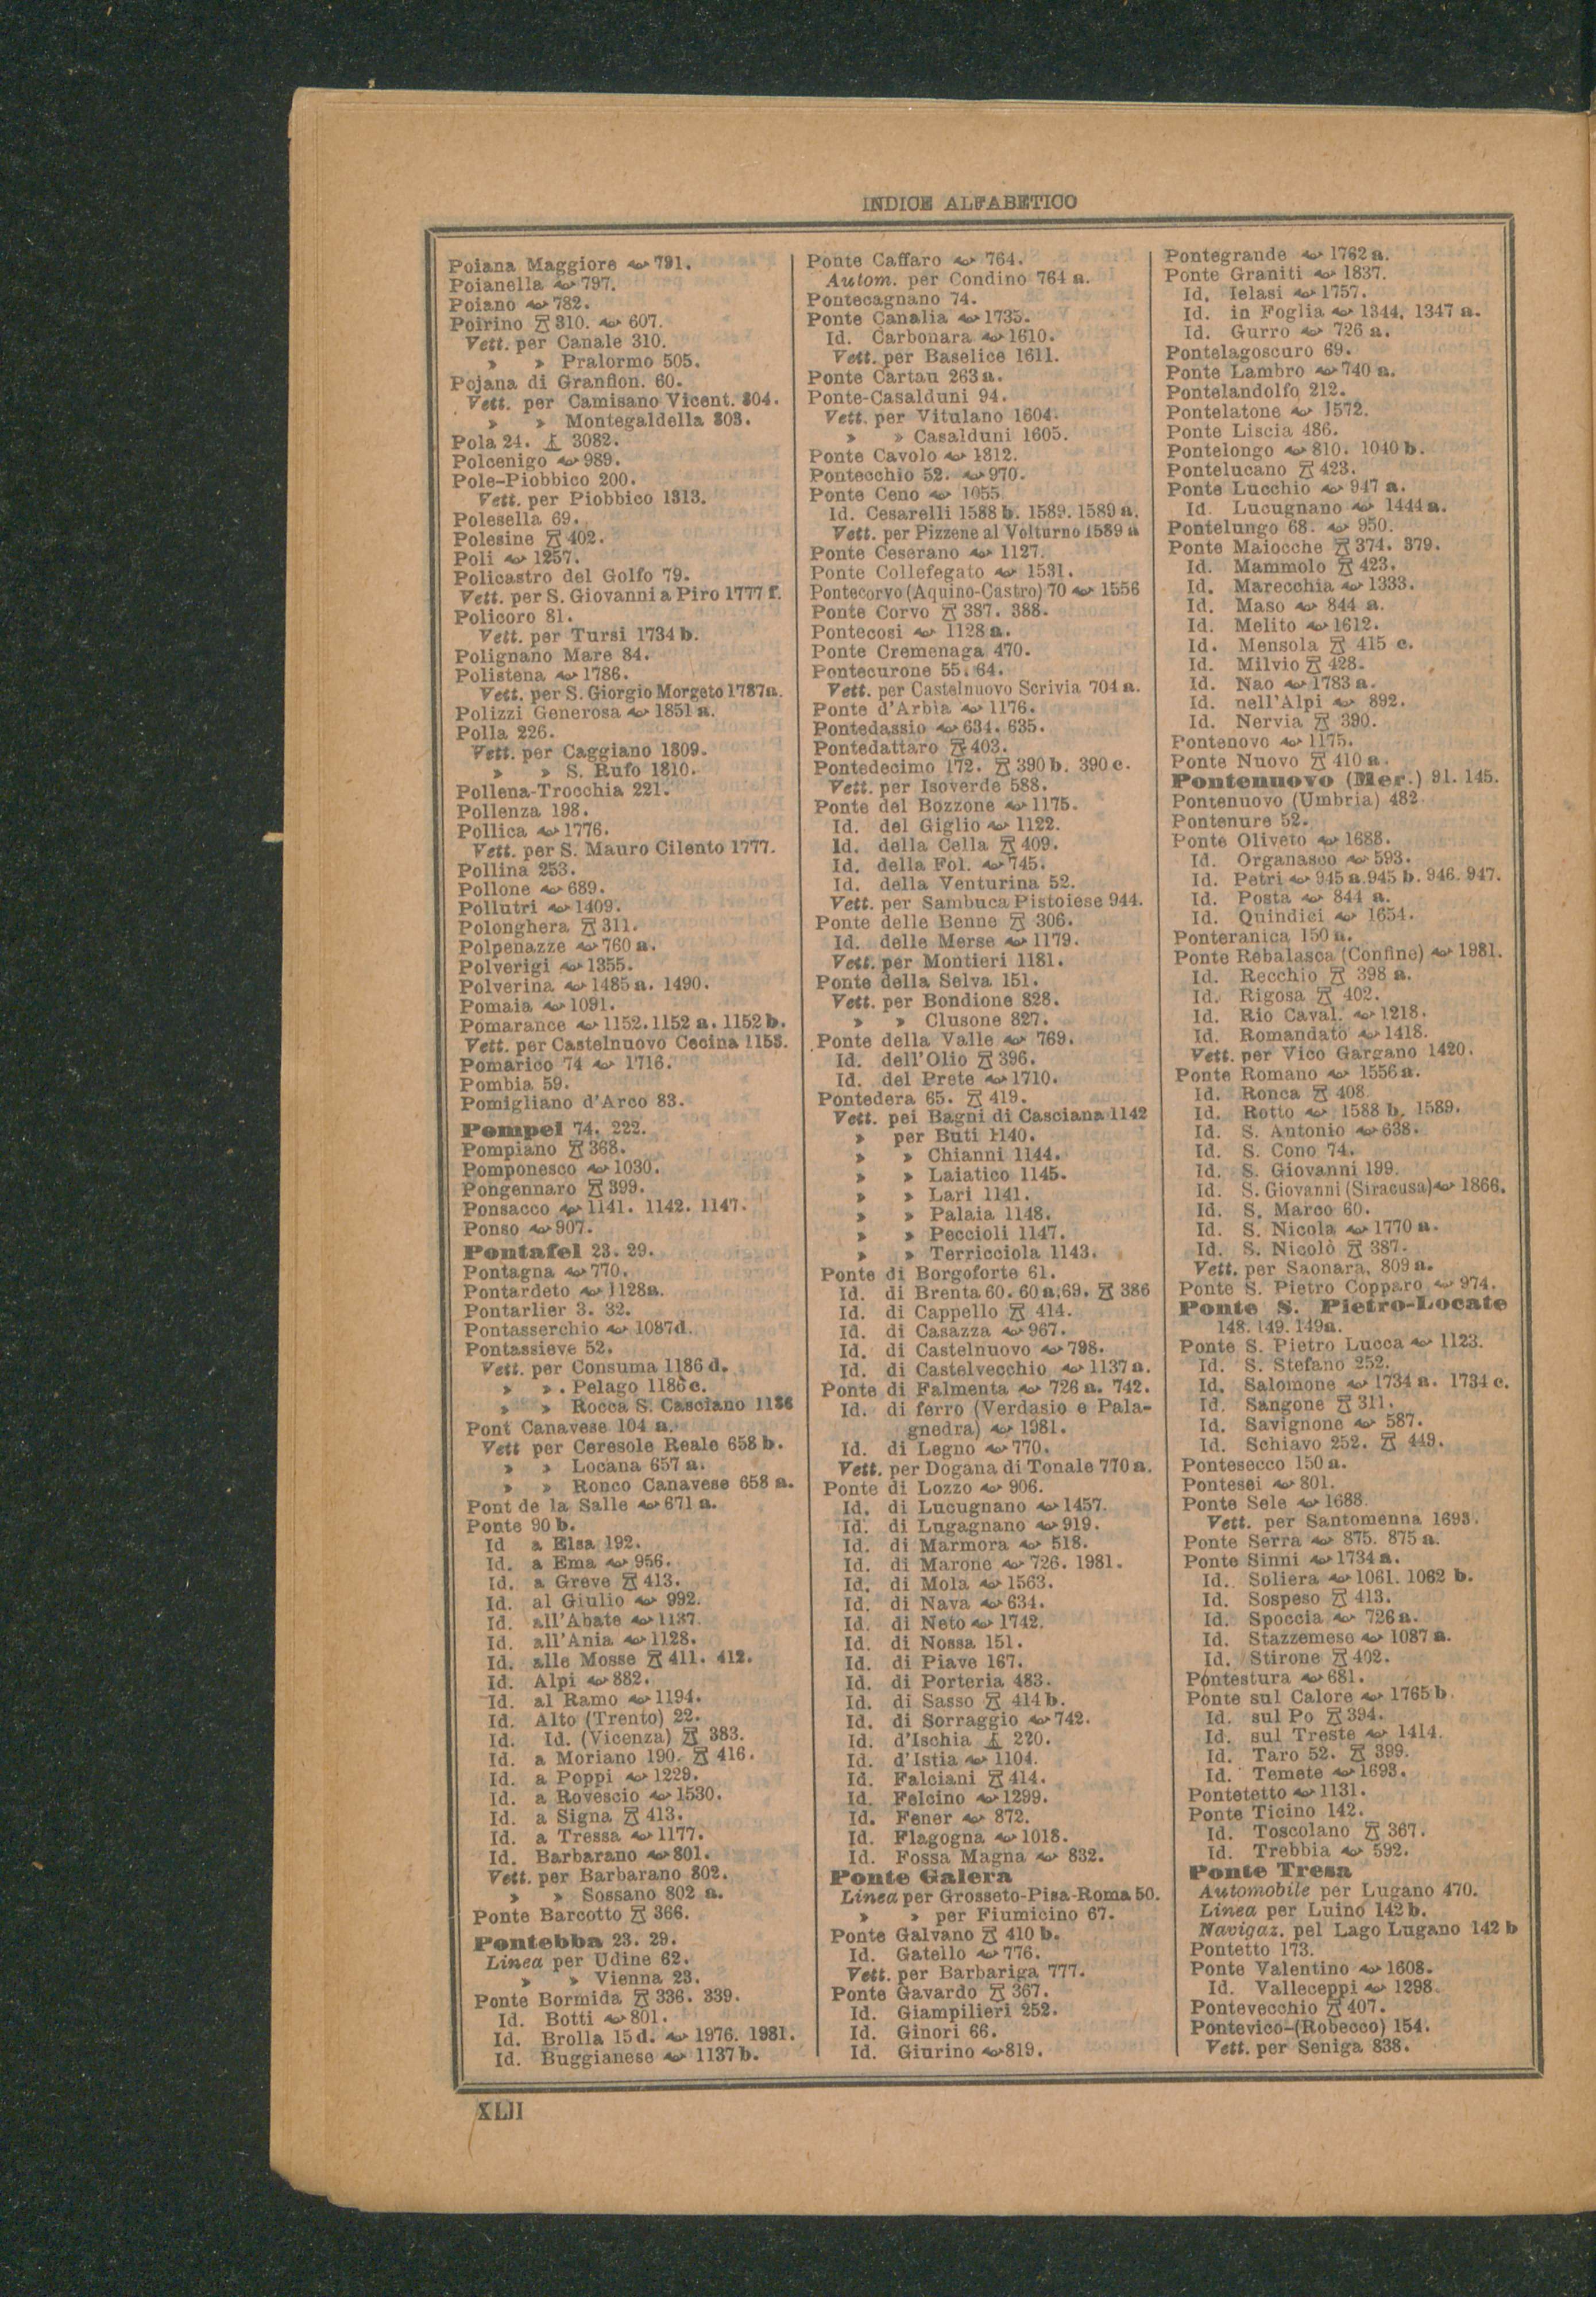 INDICE ALFABETICO
Poiana Maggiore 791.
Poianella 797.
Poiano 782.
Poirino 310. 607.
Vett. per Canale 310.
» » Pralormo 505.
Pojana di Granfion. 60.
Vett. per Camisano Vicent. 804.
» » Montegaldella 803.
Pola 24. 3082.
Polcenigo 989.
Pole-Piobbico 200.
Vett. per Piobbico 1313.
Polesella 69.
Polesine 402.
Poli 1257.
Policastro del Golfo 79.
Vett. per S. Giovanni a Piro 1777 f.
Policoro 81.
Vett. per Tursi 1734 b.
Polignano Mare 84.
Polistena 1786.
Vett. per S. Giorgio Morgeto 1787a.
Polizzi Generosa 1851 a.
Polla 226.
Vett. per Caggiano 1809.
» » S. Rufo 1810.
Pollena-Trocchia 221.
Pollenza 198.
Pollica 1776.
Vett. per S. Mauro Cilento 1777.
Pollina 253.
Pollone 689.
Pollutri 1409.
Polonghera 311.
Polpenazze 760 a.
Polverigi 1355.
Polverina 1485 a. 1490.
Pomaia 1091.
Pomarance 1152. 1152 a. 1152 b.
Vett. per Castelnuovo Cecina 1153.
Pomarico 74 1716.
Pombia 59.
Pomigliano d'Arco 83.
Pompei 74. 222.
Pompiano 368.
Pomponesco 1030.
Pongennaro 399.
Ponsacco 1141. 1142. 1147.
Ponso 907.
Pontafel 23. 29.
Pontagna 770.
Pontardeto 1128a.
Pontarlier 3. 32.
Pontasserchio 1087d.
Pontassieve 52.
Vett. per Consuma 1186 d.
» » . Pelago 1186 c.
» » Rocca S. Casciano 1186
Pont Canavese 104 a.
Vett per Ceresole Reale 658 b.
» » Locana 657 a.
» » Ronco Canavese 658 a.
Pont de la Salle 671 a.
Ponte 90 b.
Id a Elsa 192.
Id. a Ema 956.
Id. a Greve 413.
Id. al Giulio 992.
Id. all'Abate 1137.
Id. all'Ania 1128.
Id. alle Mosse 411. 412.
Id. Alpi 882.
Id. al Ramo 1194.
Id. Alto (Trento) 22.
Id. Id. (Vicenza) 383.
Id. a Moriano 190. 416.
Id. a Poppi 1229.
Id. a Rovescio 1530.
Id. a Signa 413.
Id. a Tressa 1177.
Id. Barbarano 801.
Vett. per Barbarano 802.
» » Sossano 802 a.
Ponte Barcotto 366.
Pontebba 23. 29.
Linea per Udine 62.
» » Vienna 23.
Ponte Bormida 336. 339.
Id. Botti 801.
Id. Brolla 15 d. 1976. 1981.
Id. Buggianese 1137 b.
Ponte Caffaro 764.
Autom. per Condino 764 a.
Pontecagnano 74.
Ponte Canalia 1735.
Id. Carbonara 1610.
Vett. per Baselice 1611.
Ponte Cartau 263 a.
Ponte-Casalduni 94.
Vett. per Vitulano 1604.
» » Casalduni 1605.
Ponte Cavolo 1812.
Pontecchio 52. 970.
Ponte Ceno 1055
Id. Cesarelli 1588 b. 1589. 1589 a.
Vett. per Pizzene al Volturno 1589 a
Ponte Ceserano 1127.
Ponte Collefegato 1531.
Pontecorvo (Aquino-Castro) 70 1556
Ponte Corvo 387. 388.
Pontecosi 1128 a.
Ponte Cremenaga 470.
Pontecurone 55. 64.
Vett. per Castelnuovo Scrivia 704 a.
Ponte d'Arbia 1176.
Pontedassio 634. 635.
Pontedattaro 403.
Pontedecimo 172. 390 b. 390 c.
Vett. per Isoverde 588.
Ponte del Bozzone 1175.
Id. del Giglio 1122.
Id. della Cella 409.
Id. della Fol. 745.
Id. della Venturina 52.
Vett. per Sambuca Pistoiese 944.
Ponte delle Benne 306.
Id. delle Merse 1179.
Vett. per Montieri 1181.
Ponte della Selva 151.
Vett. per Bondione 828.
» » Clusone 827.
Ponte della Valle 769.
Id. dell'Olio 396.
Id. del Prete 1710.
Pontedera 65. 419.
Vett. pei Bagni di Casciana 1142
» per Buti 1140.
» » Chianni 1144.
» » Laiatico 1145.
» » Lari 1141.
» » Palaia 1148.
» » Peccioli 1147.
» » Terricciola 1143.
Ponte di Borgoforte 61.
Id. di Brenta 60. 60 a. 69. 386
Id. di Cappello 414.
Id. di Casazza 967.
Id. di Castelnuovo 798.
Id. di Castelvecchio 1137 a.
Ponte di Falmenta 726 a. 742.
Id. di ferro (Verdasio e Pala-
gnedra) 1981.
Id. di Legno 770.
Vett. per Dogana di Tonale 770 a.
Ponte di Lozzo 906.
Id. di Lucugnano 1457.
Id. di Lugagnano 919.
Id. di Marmora 518.
Id. di Marone 726. 1981.
Id. di Mola 1563.
Id. di Nava 634.
Id. di Neto 1742.
Id. di Nossa 151.
Id. di Piave 167.
Id. di Porteria 483.
Id. di Sasso 414 b.
Id. di Sorraggio 742.
Id. d'Ischia 220.
Id. d'Istia 1104.
Id. Falciani 414.
Id. Felcino 1299.
Id. Fener 872.
Id. Flagogna 1018.
Id. Fossa Magna 832.
Ponte Galera
Linea per Grosseto-Pisa-Roma 50.
» » per Fiumicino 67.
Ponte Galvano 410 b.
Id. Gatello 776.
Vett. per Barbariga 777.
Ponte Gavardo 367.
Id. Giampilieri 252.
Id. Ginori 66.
Id. Giurino 819.
Pontegrande 1762 a.
Ponte Graniti 1837.
Id. Ielasi 1757.
Id. in Foglia 1344. 1347 a.
Id. Gurro 726 a.
Pontelagoscuro 69.
Ponte Lambro 740 a.
Pontelandolfo 212.
Pontelatone 1572.
Ponte Liscia 486.
Pontelongo 810. 1040 b.
Pontelucano 423.
Ponte Lucchio 947 a.
Id. Lucugnano 1444 a.
Pontelungo 68. 950.
Ponte Maiocche 374. 379.
Id. Mammolo 423.
Id. Marecchia 1333.
Id. Maso 844 a.
Id. Melito 1612.
Id. Mensola 415 c.
Id. Milvio 428.
Id. Nao 1783 a.
Id. nell'Alpi 892.
Id. Nervia 390.
Pontenovo 1175.
Ponte Nuovo 410 a.
Pontenuovo (Mer.) 91. 145.
Pontenuovo (Umbria) 482
Pontenure 52.
Ponte Oliveto 1688.
Id. Organasco 593.
Id. Petri 945 a. 945 b. 946. 947.
Id. Posta 844 a.
Id. Quindici 1654.
Ponteranica 150 a.
Ponte Rebalasca (Confine) 1981.
Id. Recchio 398 a.
Id. Rigosa 402.
Id. Rio Caval. 1218.
Id. Romandato 1418.
Vett. per Vico Gargano 1420.
Ponte Romano 1556 a.
Id. Ronca 408
Id. Rotto 1588 b. 1589.
Id. S. Antonio 638.
Id. S. Cono 74.
Id. S. Giovanni 199.
Id. S. Giovanni (Siracusa) 1866.
Id. S. Marco 60.
Id. S. Nicola 1770 a.
Id. S. Nicolò 387.
Vett. per Saonara. 809 a.
Ponte S. Pietro Copparo 974.
Ponte S. Pietro-Locate
148. 149. 149a.
Ponte S. Pietro Lucca 1123.
Id. S. Stefano 252.
Id. Salomone 1734 a. 1734 c.
Id. Sangone 311.
Id. Savignone 587.
Id. Schiavo 252. 449.
Pontesecco 150 a.
Pontesei 801.
Ponte Sele 1688.
Vett. per Santomenna 1693.
Ponte Serra 875. 875 a.
Ponte Sinni 1734 a.
Id. Soliera 1061. 1062 b.
Id. Sospeso 413.
Id. Spoccia 726 a.
Id. Stazzemese 1087 a.
Id. Stirone 402.
Pontestura 681.
Ponte sul Calore 1765 b.
Id. sul Po 394.
Id. sul Treste 1414.
Id. Taro 52. 399.
Id. Temete 1693.
Pontetetto 1131.
Ponte Ticino 142.
Id. Toscolano 367.
Id. Trebbia 592.
Ponte Tresa
Automobile per Lugano 470.
Linea per Luino 142 b.
Navigaz. pel Lago Lugano 142 b
Pontetto 173.
Ponte Valentino 1608.
Id. Valleceppi 1298.
Pontevecchio 407.
Pontevico-(Robecco) 154.
Vett. per Seniga 838.
XLII